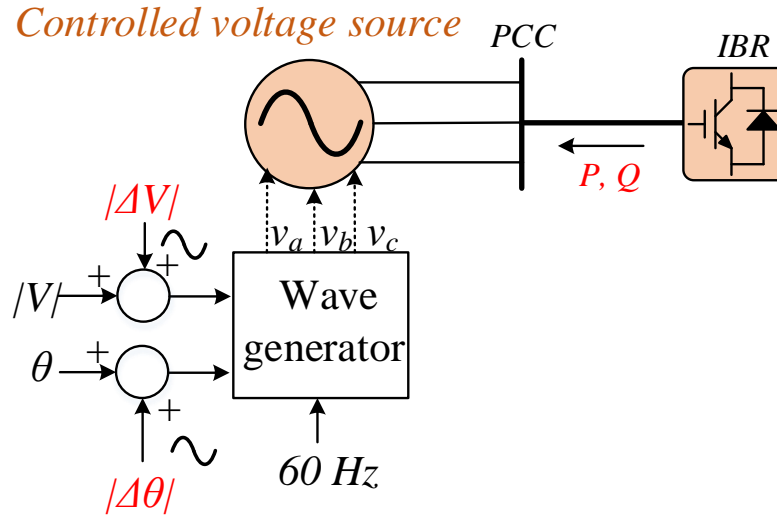 Controlled voltage source
PCC
IBR
P, Q
|ΔV|
v_a v_b v_c
+ +
|V|
Wave
generator
+
θ
+
60 Hz
|Δθ|